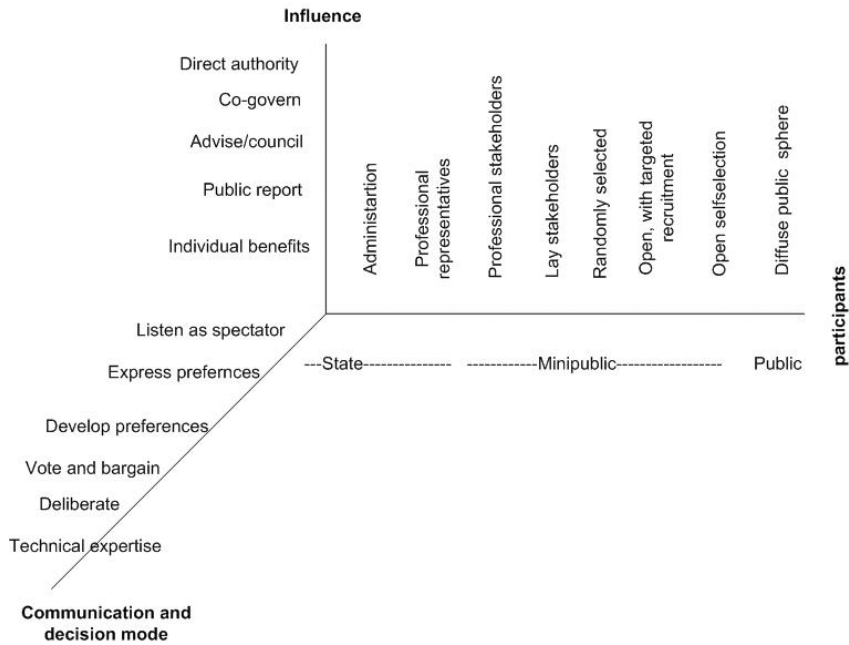 Influence
Direct authority
Co-govern
Advise/council
Public report
Individual benefits
Administartion
Professional
representatives
Professional stakeholders
Lay stakeholders
Randomly selected
Open, with targeted
recruitment
Open selfselection
Diffuse public sphere
participants
---State---------------
------------Minipublic------------------
Public
Listen as spectator
Express prefernces
Develop preferences
Vote and bargain
Deliberate
Technical expertise
Communication and
decision mode